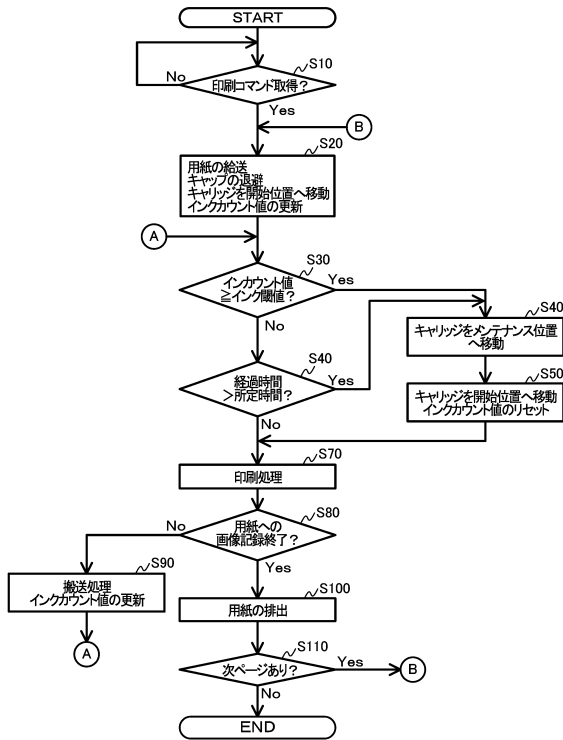 START
S10
印刷コマンド取得？
No
Yes
B
S20
用紙の給送
キャップの退避
キャリッジを開始位置へ移動
インクカウント値の更新
A
S30
インカウント値
≧インク閾値？
Yes
No
S40
キャリッジをメンテナンス位置
へ移動
S40
経過時間
＞所定時間？
Yes
No
S50
キャリッジを開始位置へ移動
インクカウント値のリセット
S70
印刷処理
S80
用紙への
画像記録終了？
No
Yes
S90
搬送処理
インクカウント値の更新
A
S100
用紙の排出
S110
次ページあり？
Yes
B
No
END